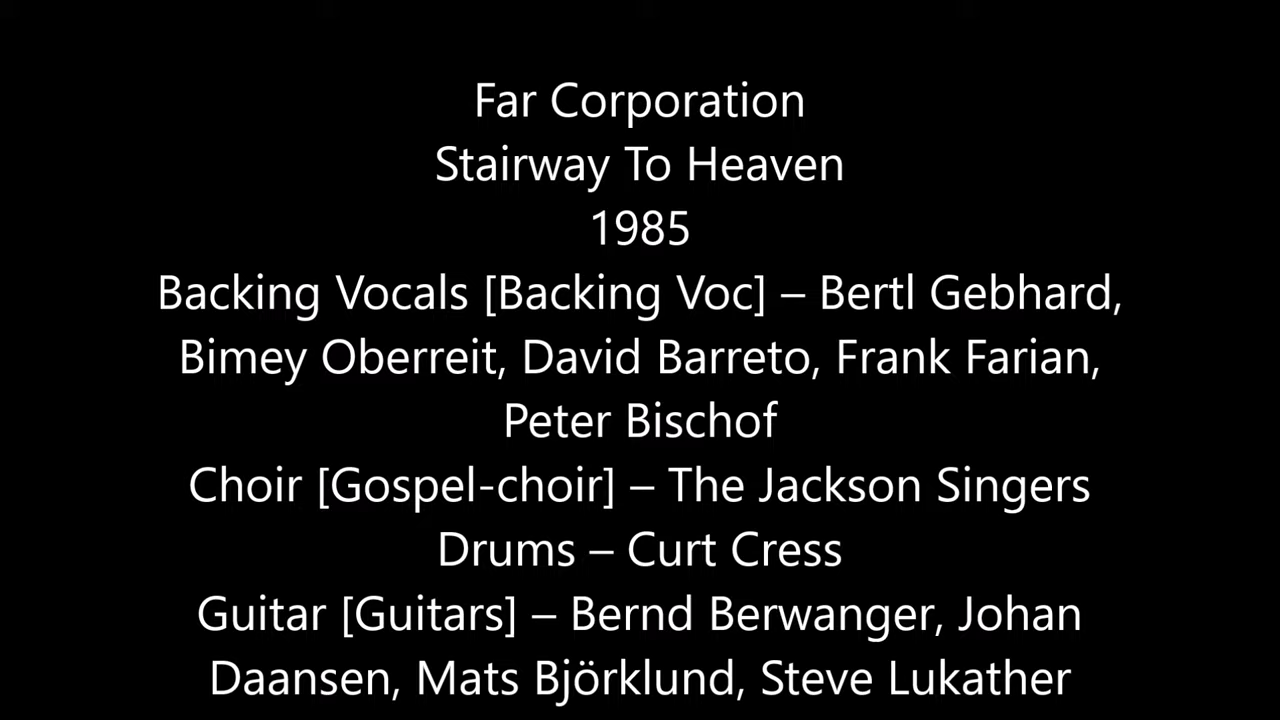 Far Corporation
Stairway To Heaven
1985
Backing Vocals [Backing Voc] – Bertl Gebhard,
Bimey Oberreit, David Barreto, Frank Farian,
Peter Bischof
Choir [Gospel-choir] – The Jackson Singers
Drums – Curt Cress
Guitar [Guitars] – Bernd Berwanger, Johan
Daansen, Mats Björklund, Steve Lukather